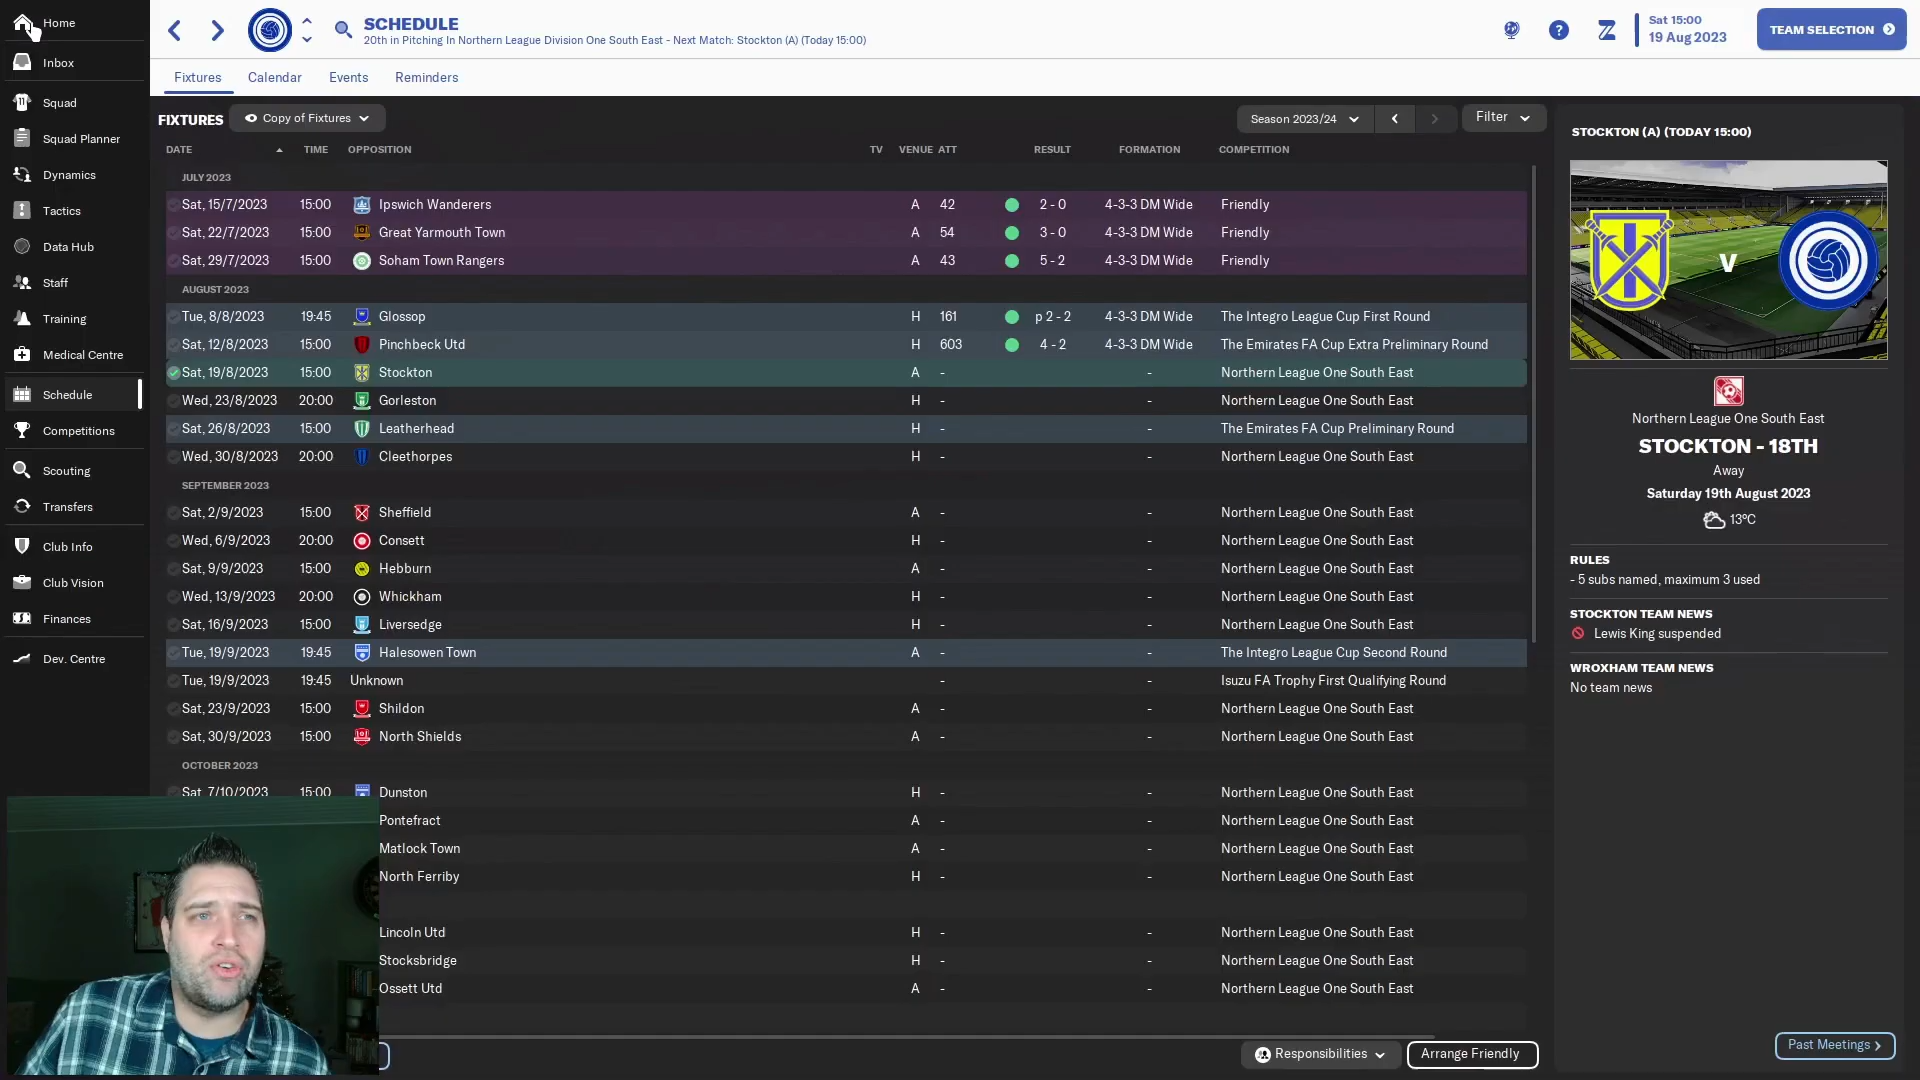 Home
Inbox
Squad
Squad Planner
Dynamics
Tactics
Data Hub
Staff
Training
Medical Centre
Schedule
Competitions
Scouting
Transfers
Club Info
Club Vision
Finances
Dev. Centre
SCHEDULE
20th in Pitching In Northern League Division One South East - Next Match: Stockton (A) (Today 15:00)
Sat 15:00
19 Aug 2023
TEAM SELECTION
Fixtures Calendar Events Reminders
FIXTURES Copy of Fixtures Season 2023/24 Filter
DATE TIME OPPOSITION TV VENUE ATT RESULT FORMATION COMPETITION
JULY 2023
Sat, 15/7/2023 15:00 Ipswich Wanderers A 42 2 - 0 4-3-3 DM Wide Friendly
Sat, 22/7/2023 15:00 Great Yarmouth Town A 54 3 - 0 4-3-3 DM Wide Friendly
Sat, 29/7/2023 15:00 Soham Town Rangers A 43 5 - 2 4-3-3 DM Wide Friendly
AUGUST 2023
Tue, 8/8/2023 19:45 Glossop H 161 p 2 - 2 4-3-3 DM Wide The Integro League Cup First Round
Sat, 12/8/2023 15:00 Pinchbeck Utd H 603 4 - 2 4-3-3 DM Wide The Emirates FA Cup Extra Preliminary Round
Sat, 19/8/2023 15:00 Stockton A - - Northern League One South East
Wed, 23/8/2023 20:00 Gorleston H - - Northern League One South East
Sat, 26/8/2023 15:00 Leatherhead H - - The Emirates FA Cup Preliminary Round
Wed, 30/8/2023 20:00 Cleethorpes H - - Northern League One South East
SEPTEMBER 2023
Sat, 2/9/2023 15:00 Sheffield A - - Northern League One South East
Wed, 6/9/2023 20:00 Consett H - - Northern League One South East
Sat, 9/9/2023 15:00 Hebburn A - - Northern League One South East
Wed, 13/9/2023 20:00 Whickham H - - Northern League One South East
Sat, 16/9/2023 15:00 Liversedge H - - Northern League One South East
Tue, 19/9/2023 19:45 Halesowen Town A - - The Integro League Cup Second Round
Tue, 19/9/2023 19:45 Unknown - - Isuzu FA Trophy First Qualifying Round
Sat, 23/9/2023 15:00 Shildon A - - Northern League One South East
Sat, 30/9/2023 15:00 North Shields A - - Northern League One South East
OCTOBER 2023
Sat, 7/10/2023 15:00 Dunston H - - Northern League One South East
Pontefract A - - Northern League One South East
Matlock Town A - - Northern League One South East
North Ferriby H - - Northern League One South East
Lincoln Utd H - - Northern League One South East
Stocksbridge H - - Northern League One South East
Ossett Utd A - - Northern League One South East
Responsibilities Arrange Friendly
STOCKTON (A) (TODAY 15:00)
V
Northern League One South East
STOCKTON - 18TH
Away
Saturday 19th August 2023
13°C
RULES
- 5 subs named, maximum 3 used
STOCKTON TEAM NEWS
Lewis King suspended
WROXHAM TEAM NEWS
No team news
Past Meetings